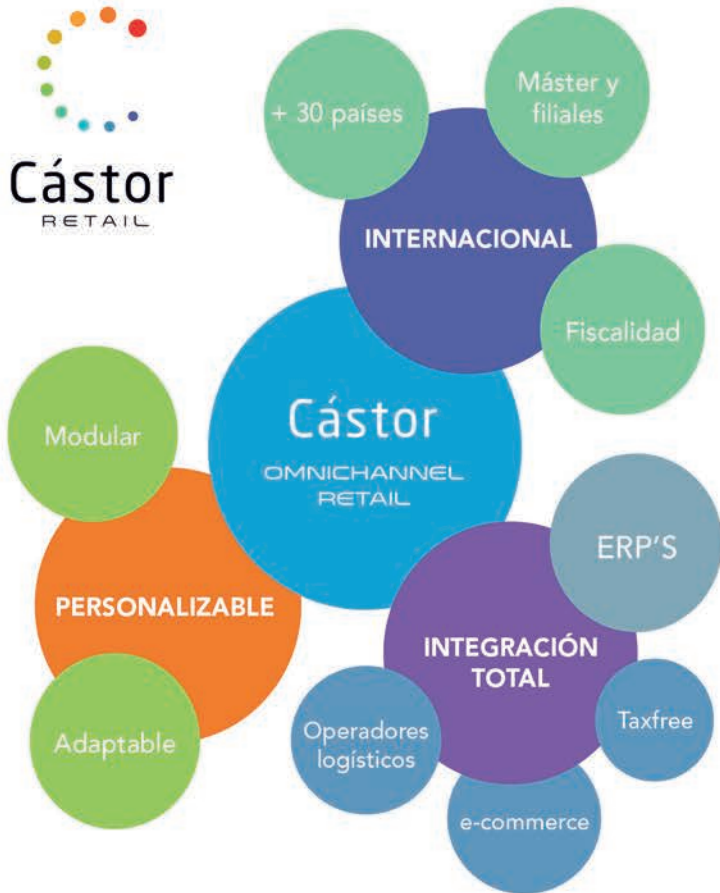 Cástor
RETAIL
+ 30 países
Máster y
filiales
INTERNACIONAL
Fiscalidad
Cástor
OMNICHANNEL
RETAIL
Modular
PERSONALIZABLE
Adaptable
ERP'S
INTEGRACIÓN
TOTAL
Operadores
logísticos
Taxfree
e-commerce